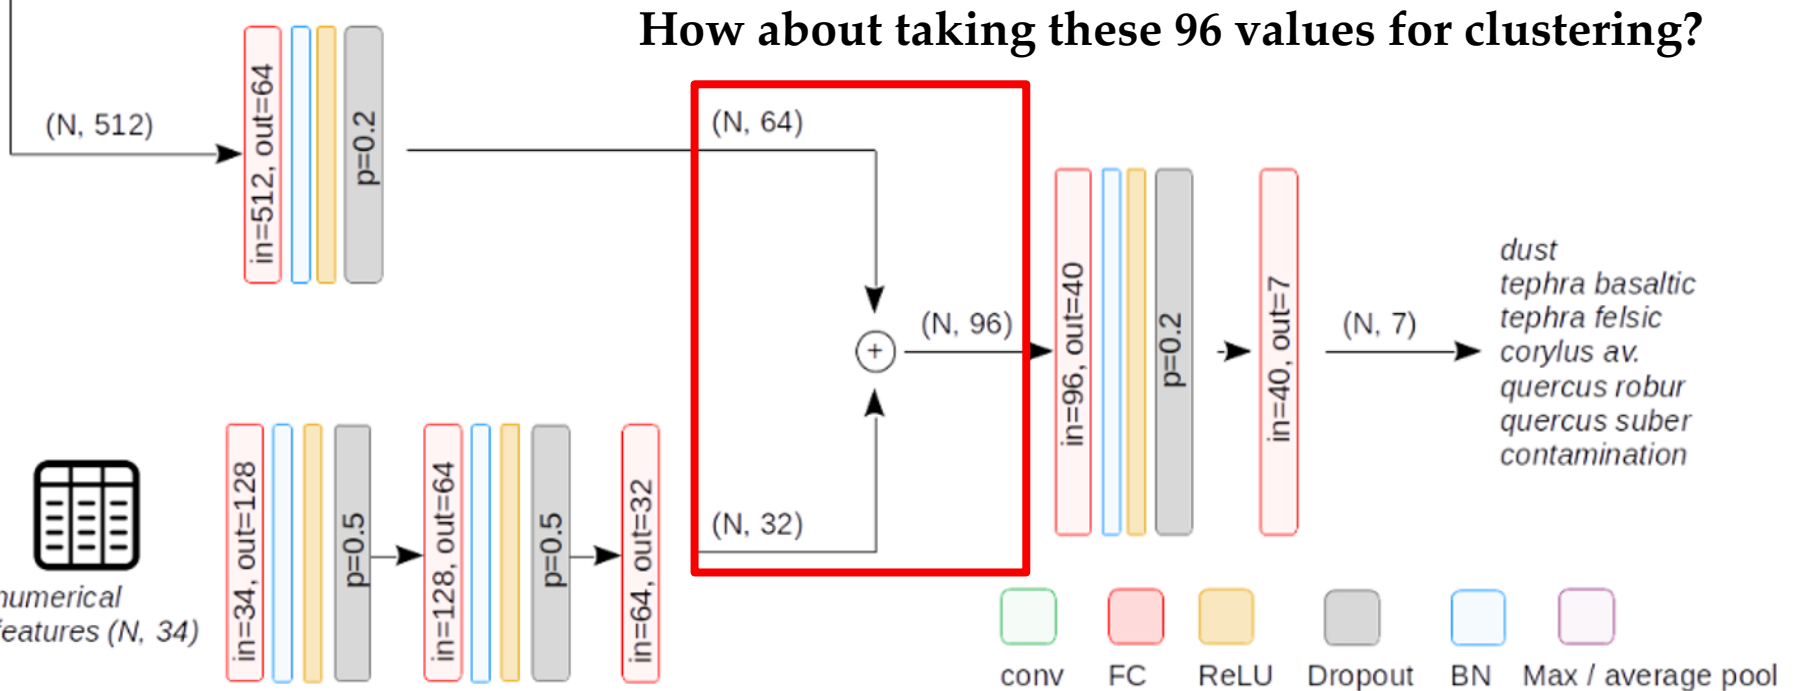 How about taking these 96 values for clustering?
(N, 512)
in=512, out=64
p=0.2
(N, 64)
(N, 96)
in=96, out=40
p=0.2
in=40, out=7
(N, 7)
dust
tephra basaltic
tephra felsic
corylus av.
quercus robur
quercus suber
contamination
numerical
features (N, 34)
in=34, out=128
p=0.5
in=128, out=64
p=0.5
in=64, out=32
(N, 32)
conv
FC
ReLU
Dropout
BN
Max / average pool